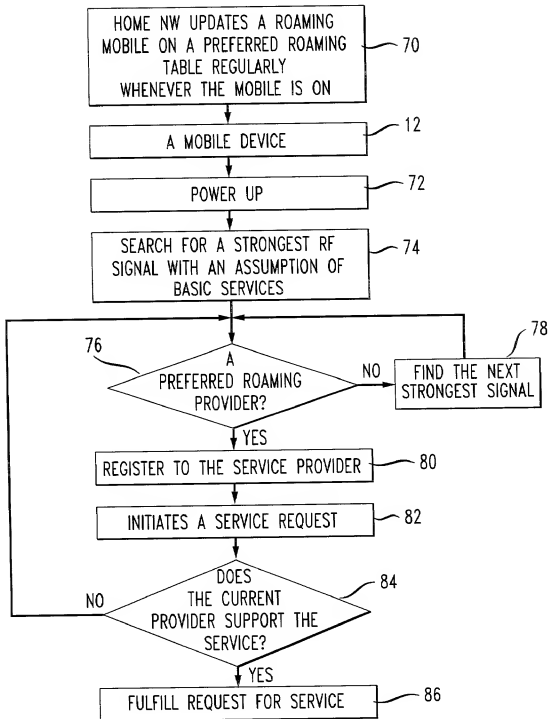 HOME NW UPDATES A ROAMING
MOBILE ON A PREFERRED ROAMING
TABLE REGULARLY
WHENEVER THE MOBILE IS ON
70
A MOBILE DEVICE
12
POWER UP
72
SEARCH FOR A STRONGEST RF
SIGNAL WITH AN ASSUMPTION OF
BASIC SERVICES
74
76
A
PREFERRED ROAMING
PROVIDER?
NO
78
FIND THE NEXT
STRONGEST SIGNAL
YES
REGISTER TO THE SERVICE PROVIDER
80
INITIATES A SERVICE REQUEST
82
DOES
THE CURRENT
PROVIDER SUPPORT THE
SERVICE?
84
NO
YES
FULFILL REQUEST FOR SERVICE
86